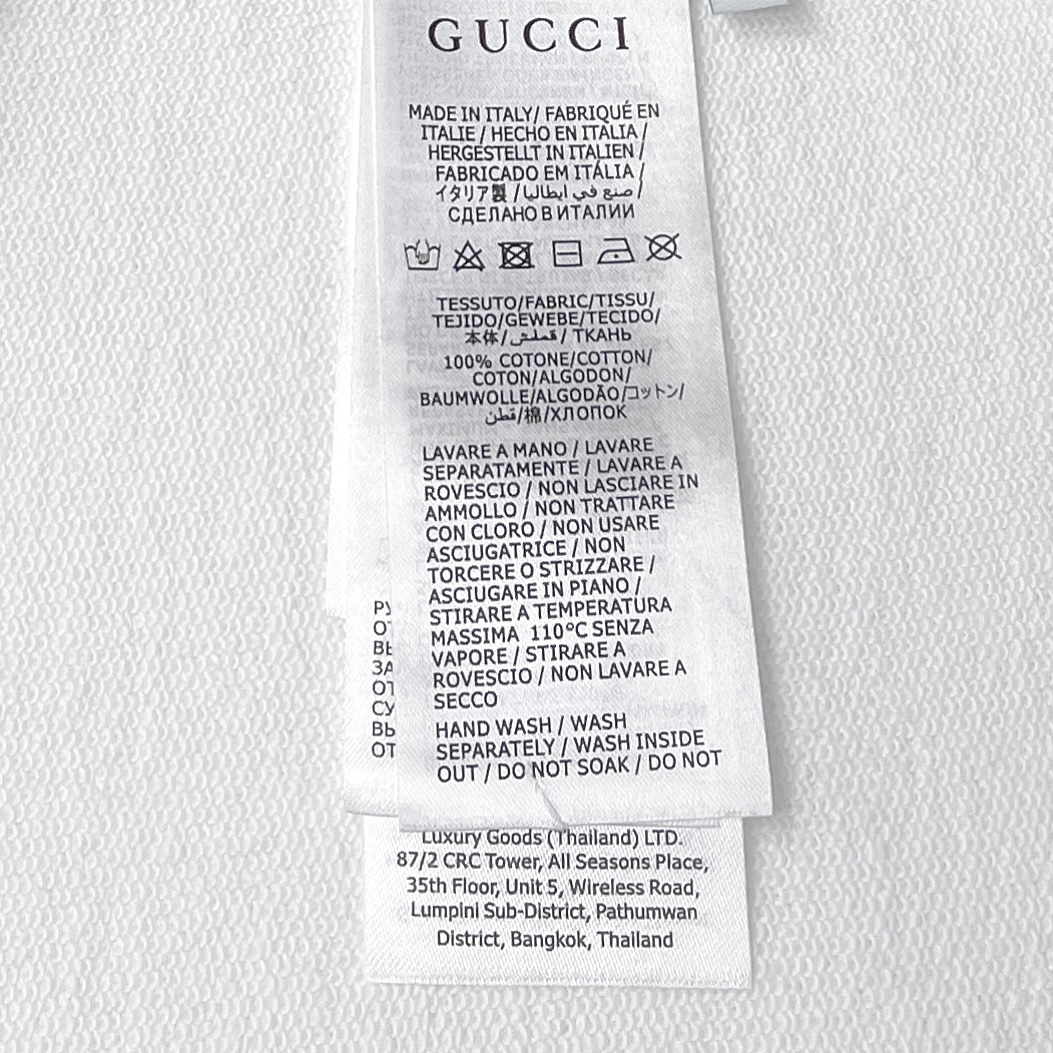 GUCCI
MADE IN ITALY/ FABRIQUÉ EN
ITALIE / HECHO EN ITALIA /
HERGESTELLT IN ITALIEN /
FABRICADO EM ITÁLIA /
イタリア製 / صنع في ايطاليا /
СДЕЛАНО В ИТАЛИИ
TESSUTO/FABRIC/TISSU/
TEJIDO/GEWEBE/TECIDO/
本体/قملش/ ТКАНЬ
100% COTONE/COTTON/
COTON/ALGODON/
BAUMWOLLE/ALGODÃO/コットン/
قطن/棉/ХЛОПОК
LAVARE A MANO / LAVARE
SEPARATAMENTE / LAVARE A
ROVESCIO / NON LASCIARE IN
AMMOLLO / NON TRATTARE
CON CLORO / NON USARE
ASCIUGATRICE / NON
TORCERE O STRIZZARE /
ASCIUGARE IN PIANO /
STIRARE A TEMPERATURA
MASSIMA 110°C SENZA
VAPORE / STIRARE A
ROVESCIO / NON LAVARE A
SECCO
HAND WASH / WASH
SEPARATELY / WASH INSIDE
OUT / DO NOT SOAK / DO NOT
Luxury Goods (Thailand) LTD.
87/2 CRC Tower, All Seasons Place,
35th Floor, Unit 5, Wireless Road,
Lumpini Sub-District, Pathumwan
District, Bangkok, Thailand